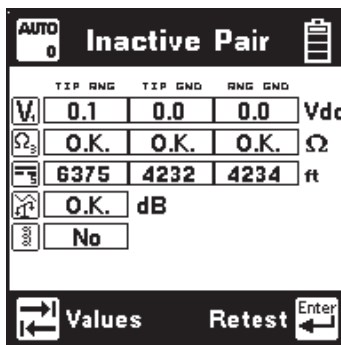 AUTO
0
Inactive Pair
TIP RNG TIP GND RNG GND
V 0.1 0.0 0.0 Vdc
Ω3 O.K. O.K. O.K. Ω
6375 4232 4234 ft
O.K. dB
No
Values Retest Enter